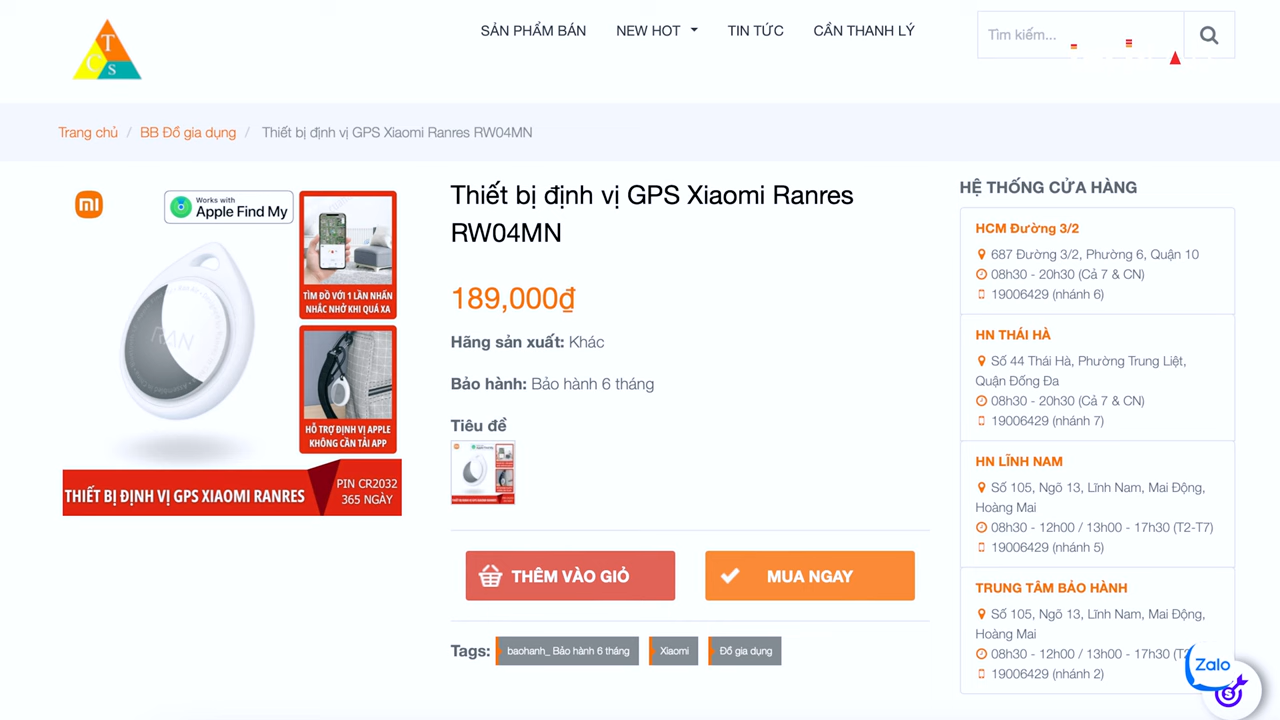 T
C S
SẢN PHẨM BÁN
NEW HOT
TIN TỨC
CẦN THANH LÝ
Tìm kiếm...
Trang chủ / BB Đồ gia dụng / Thiết bị định vị GPS Xiaomi Ranres RW04MN
mi
Works with
Apple Find My
TÌM ĐỒ VỚI 1 LẦN NHẤN
NHẮC NHỞ KHI QUÁ XA
RAN
HỖ TRỢ ĐỊNH VỊ APPLE
KHÔNG CẦN TẢI APP
THIẾT BỊ ĐỊNH VỊ GPS XIAOMI RANRES
PIN CR2032
365 NGÀY
Thiết bị định vị GPS Xiaomi Ranres
RW04MN
189,000₫
Hãng sản xuất: Khác
Bảo hành: Bảo hành 6 tháng
Tiêu đề
THÊM VÀO GIỎ
MUA NGAY
Tags: baohanh_ Bảo hành 6 tháng Xiaomi Đồ gia dụng
HỆ THỐNG CỬA HÀNG
HCM Đường 3/2
687 Đường 3/2, Phường 6, Quận 10
08h30 - 20h30 (Cả 7 & CN)
19006429 (nhánh 6)
HN THÁI HÀ
Số 44 Thái Hà, Phường Trung Liệt,
Quận Đống Đa
08h30 - 20h30 (Cả 7 & CN)
19006429 (nhánh 7)
HN LĨNH NAM
Số 105, Ngõ 13, Lĩnh Nam, Mai Động,
Hoàng Mai
08h30 - 12h00 / 13h00 - 17h30 (T2-T7)
19006429 (nhánh 5)
TRUNG TÂM BẢO HÀNH
Số 105, Ngõ 13, Lĩnh Nam, Mai Động,
Hoàng Mai
08h30 - 12h00 / 13h00 - 17h30 (T2
19006429 (nhánh 2)
Zalo